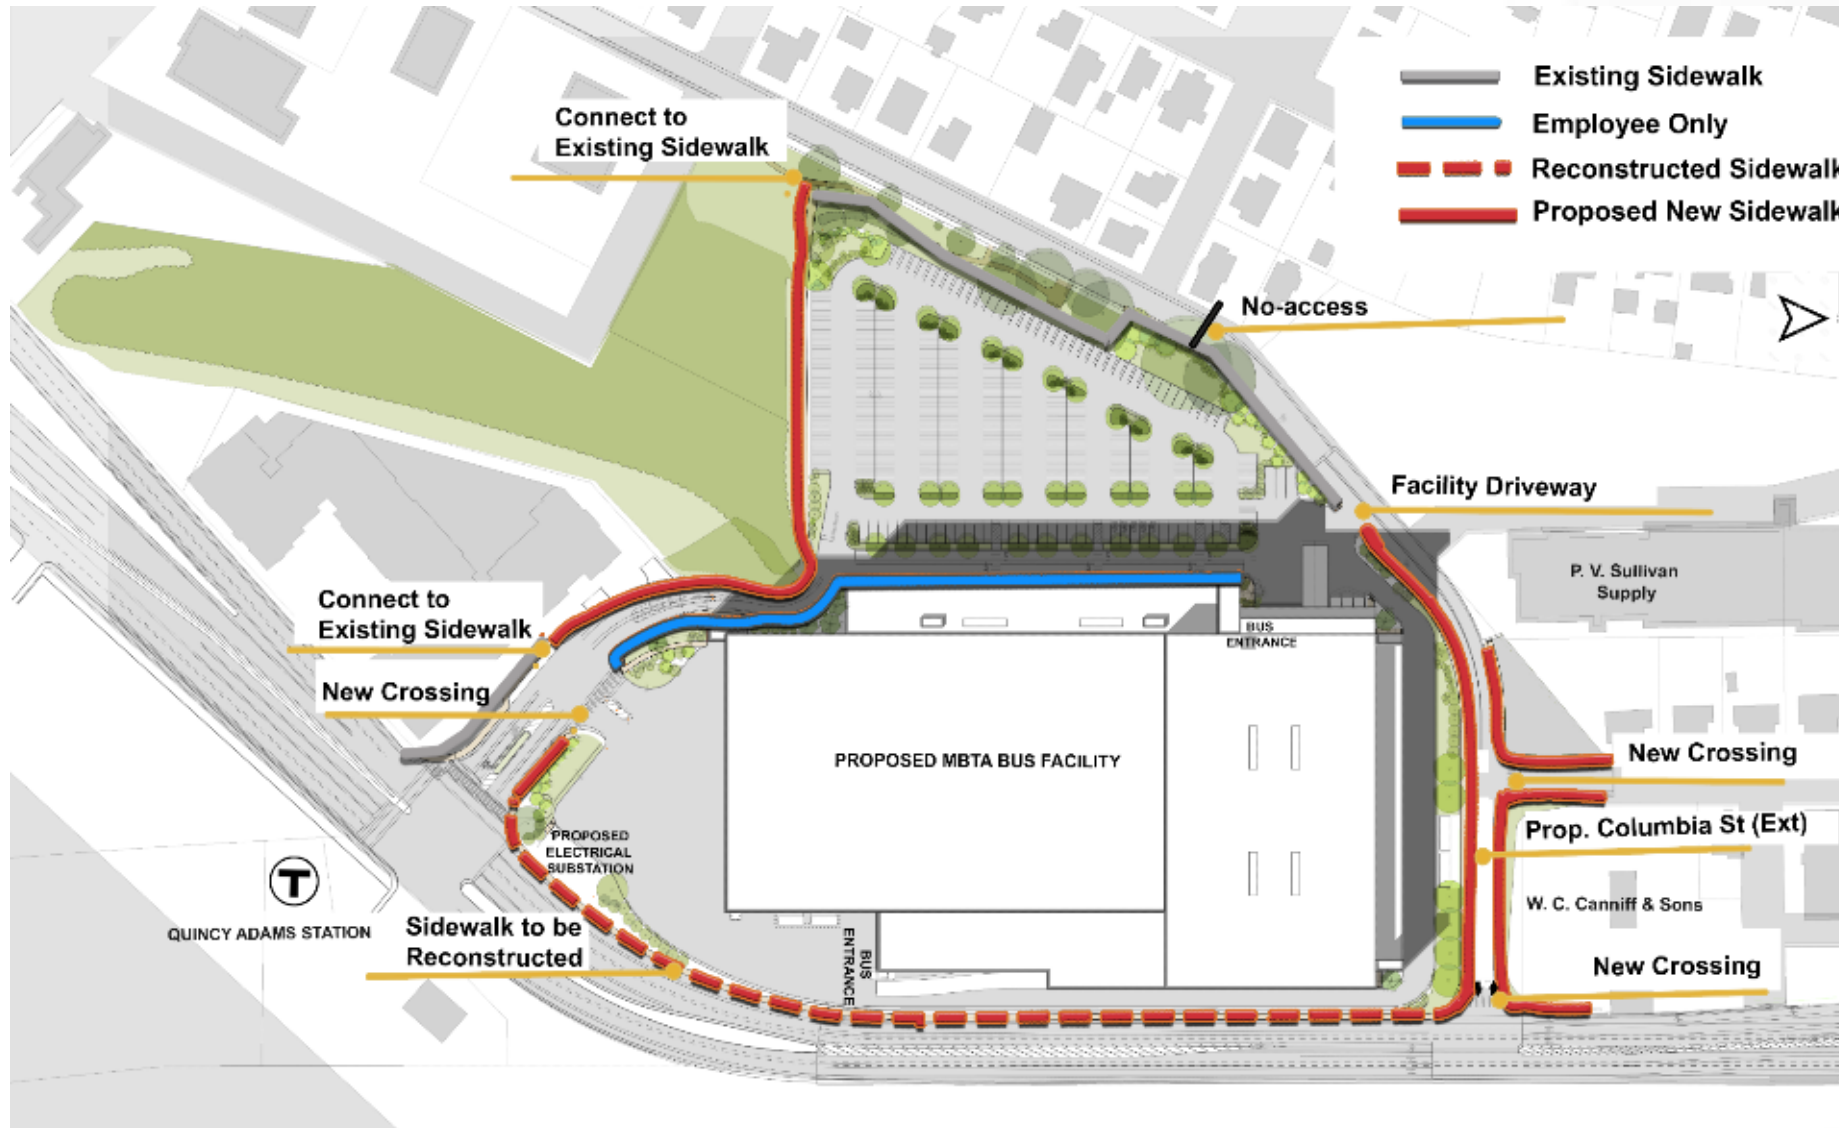 Connect to
Existing Sidewalk
Existing Sidewalk
Employee Only
Reconstructed Sidewalk
Proposed New Sidewalk
No-access
Facility Driveway
P. V. Sullivan
Supply
Connect to
Existing Sidewalk
BUS
ENTRANCE
New Crossing
New Crossing
PROPOSED MBTA BUS FACILITY
Prop. Columbia St (Ext)
PROPOSED
ELECTRICAL
SUBSTATION
T
QUINCY ADAMS STATION
W. C. Canniff & Sons
Sidewalk to be
Reconstructed
BUS
ENTRANCE
New Crossing